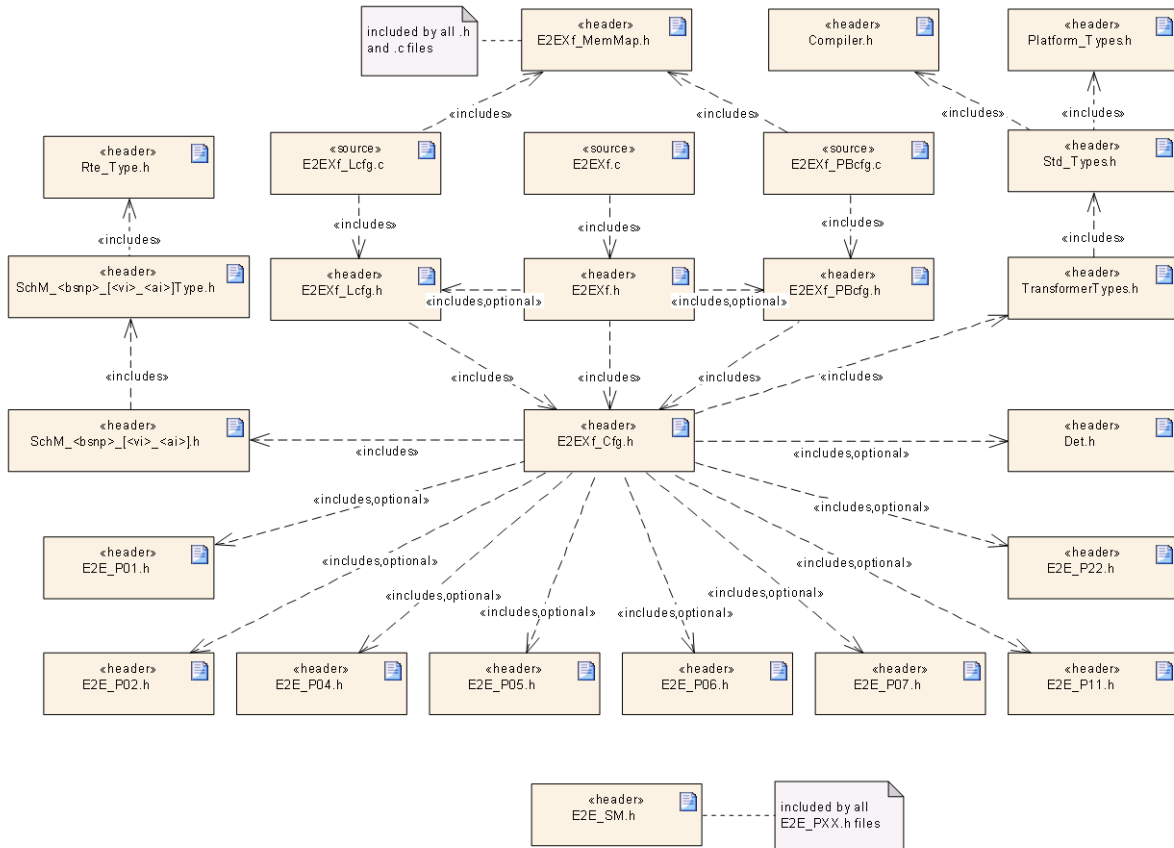 included by all .h
and .c files
«header»
E2EXf_MemMap.h
«header»
Compiler.h
«header»
Platform_Types.h
«includes»
«includes»
«includes»
«includes»
«header»
Rte_Type.h
«source»
E2EXf_Lcfg.c
«source»
E2EXf.c
«source»
E2EXf_PBcfg.c
«header»
Std_Types.h
«includes»
«includes»
«includes»
«includes»
«includes»
«header»
SchM_<bsnp>_[<vi>_<ai>]Type.h
«header»
E2EXf_Lcfg.h
«includes,optional»
«header»
E2EXf.h
«includes,optional»
«header»
E2EXf_PBcfg.h
«header»
TransformerTypes.h
«includes»
«includes»
«includes»
«includes»
«includes»
«header»
SchM_<bsnp>_[<vi>_<ai>].h
«includes»
«header»
E2EXf_Cfg.h
«includes,optional»
«header»
Det.h
«includes,optional»
«includes,optional»
«header»
E2E_P01.h
«includes,optional»
«includes,optional»
«includes,optional»
«includes,optional»
«includes,optional»
«includes,optional»
«header»
E2E_P22.h
«header»
E2E_P02.h
«header»
E2E_P04.h
«header»
E2E_P05.h
«header»
E2E_P06.h
«header»
E2E_P07.h
«header»
E2E_P11.h
«header»
E2E_SM.h
included by all
E2E_PXX.h files